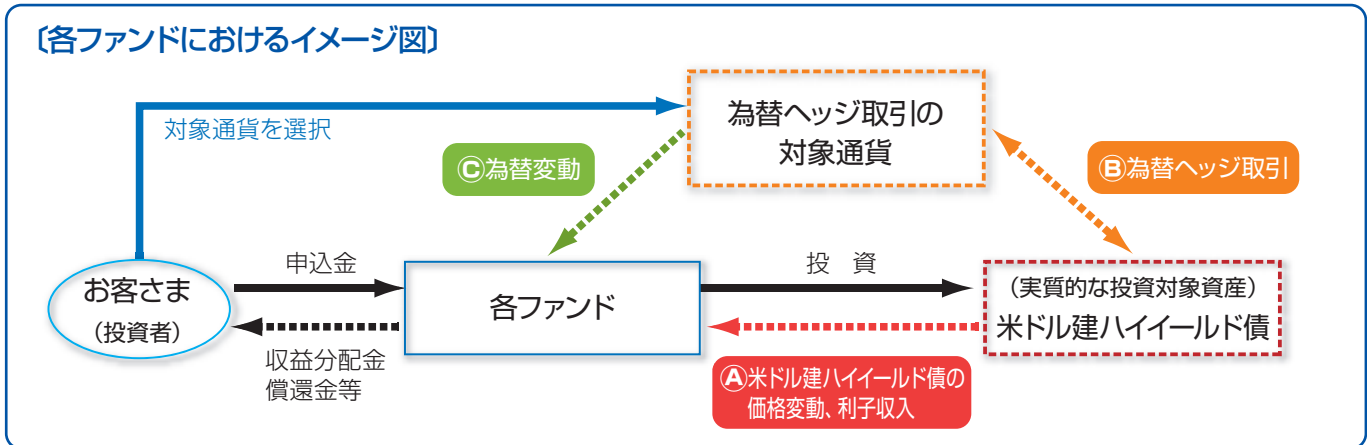 〔各ファンドにおけるイメージ図〕
対象通貨を選択
為替ヘッジ取引の
対象通貨
Ⓒ為替変動
Ⓑ為替ヘッジ取引
お客さま
（投資者）
申込金
収益分配金
償還金等
各ファンド
投　資
（実質的な投資対象資産）
米ドル建ハイイールド債
Ⓐ米ドル建ハイイールド債の
価格変動、利子収入